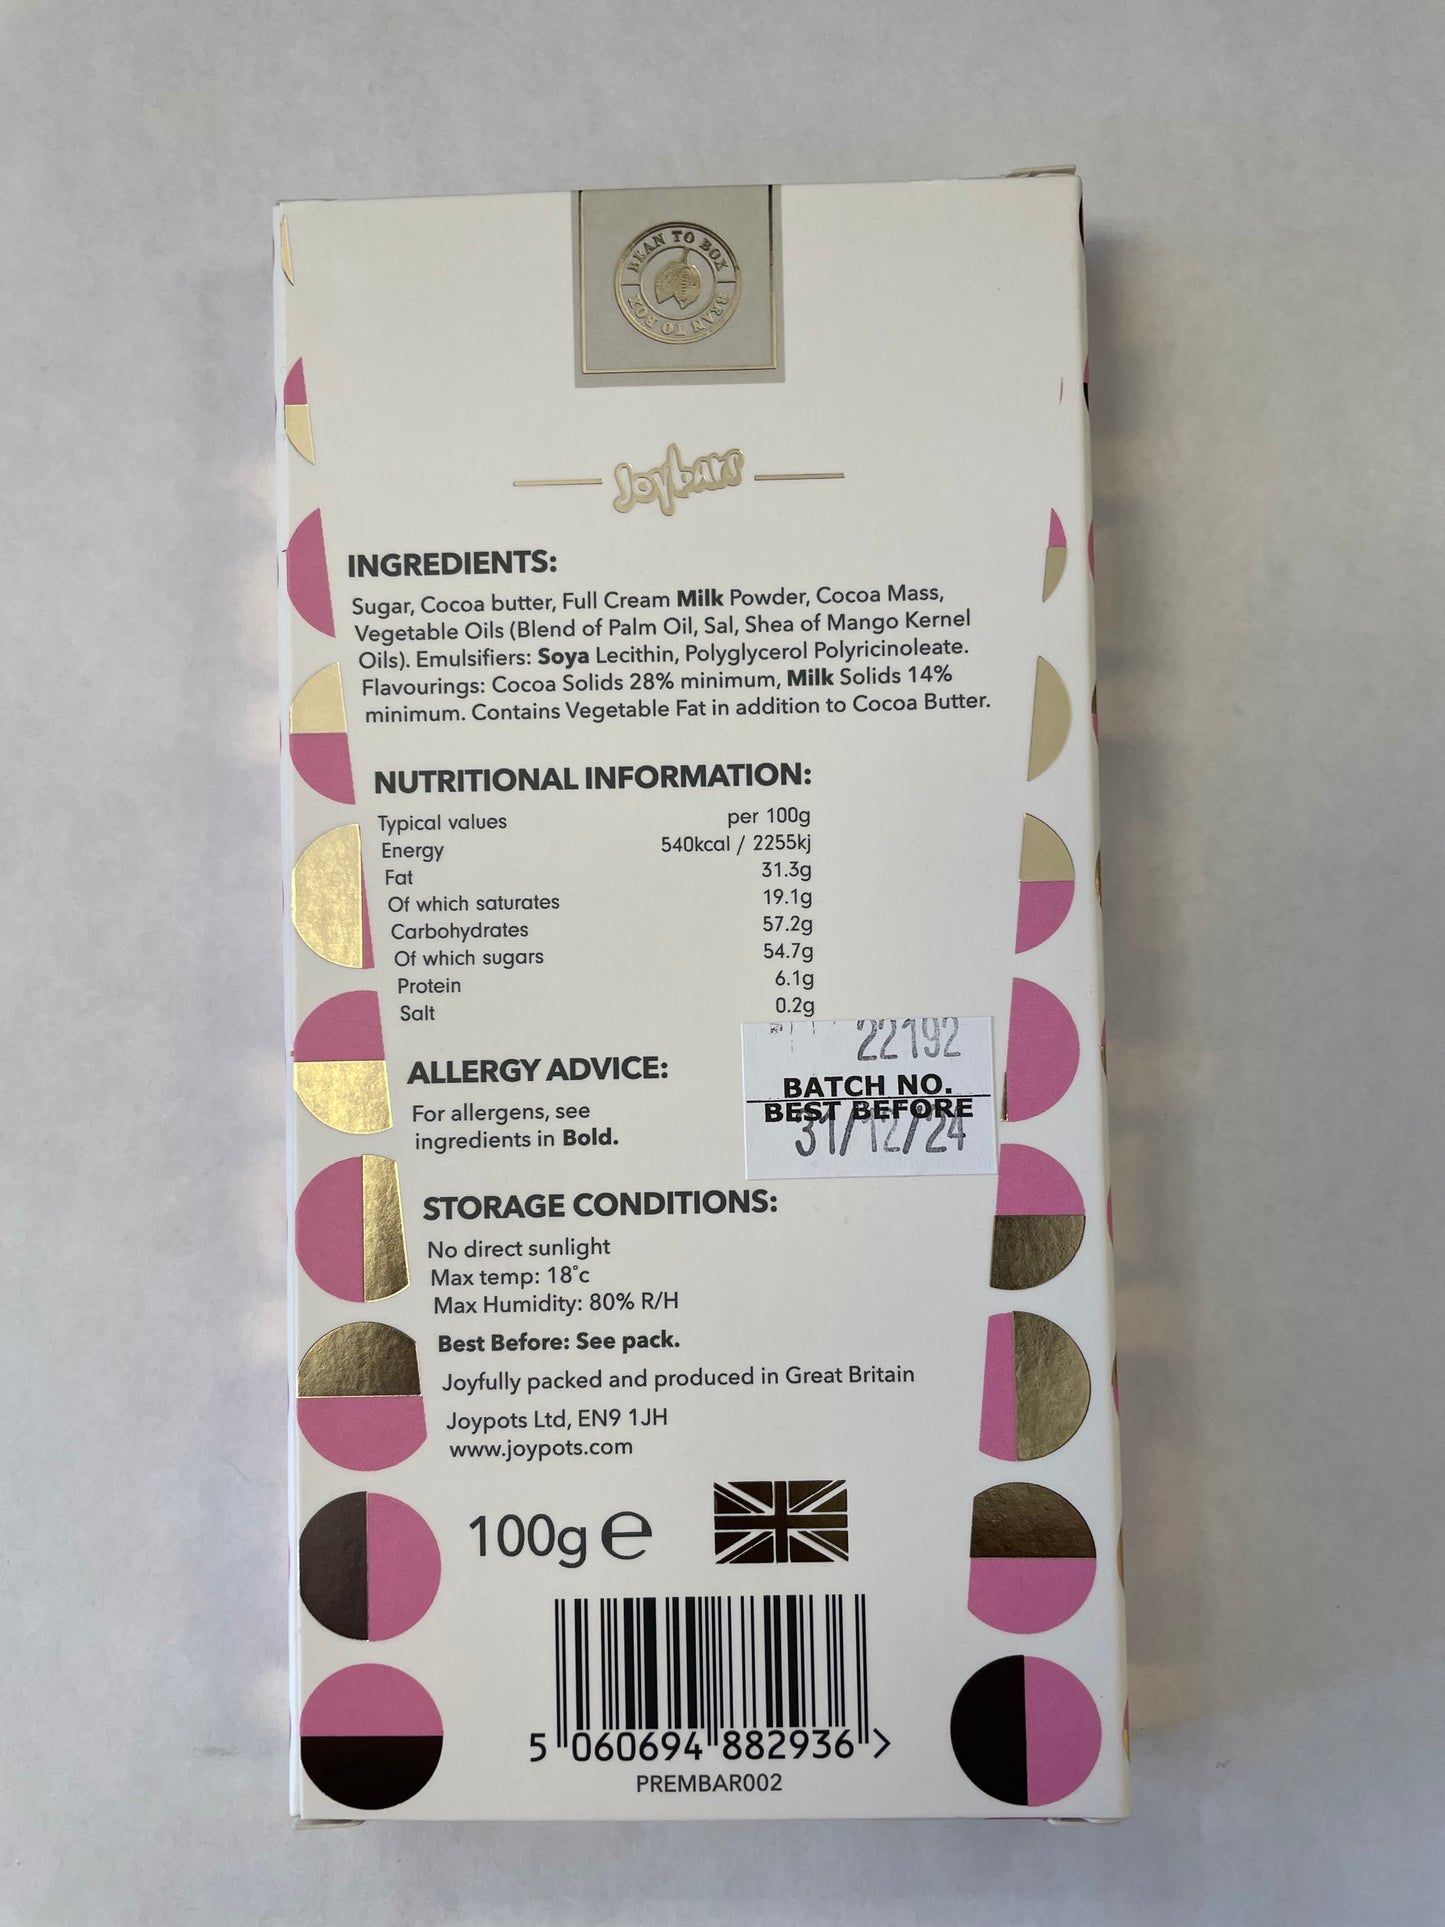 BEAN TO BOX
BEAN TO BOX
Joybars
INGREDIENTS:
Sugar, Cocoa butter, Full Cream Milk Powder, Cocoa Mass,
Vegetable Oils (Blend of Palm Oil, Sal, Shea of Mango Kernel
Oils). Emulsifiers: Soya Lecithin, Polyglycerol Polyricinoleate.
Flavourings: Cocoa Solids 28% minimum, Milk Solids 14%
minimum. Contains Vegetable Fat in addition to Cocoa Butter.
NUTRITIONAL INFORMATION:
Typical values per 100g
Energy 540kcal / 2255kj
Fat 31.3g
Of which saturates 19.1g
Carbohydrates 57.2g
Of which sugars 54.7g
Protein 6.1g
Salt 0.2g
22192
BATCH NO.
BEST BEFORE
31/12/24
ALLERGY ADVICE:
For allergens, see
ingredients in Bold.
STORAGE CONDITIONS:
No direct sunlight
Max temp: 18°c
Max Humidity: 80% R/H
Best Before: See pack.
Joyfully packed and produced in Great Britain
Joypots Ltd, EN9 1JH
www.joypots.com
100g e
5 060694 882936 >
PREMBAR002